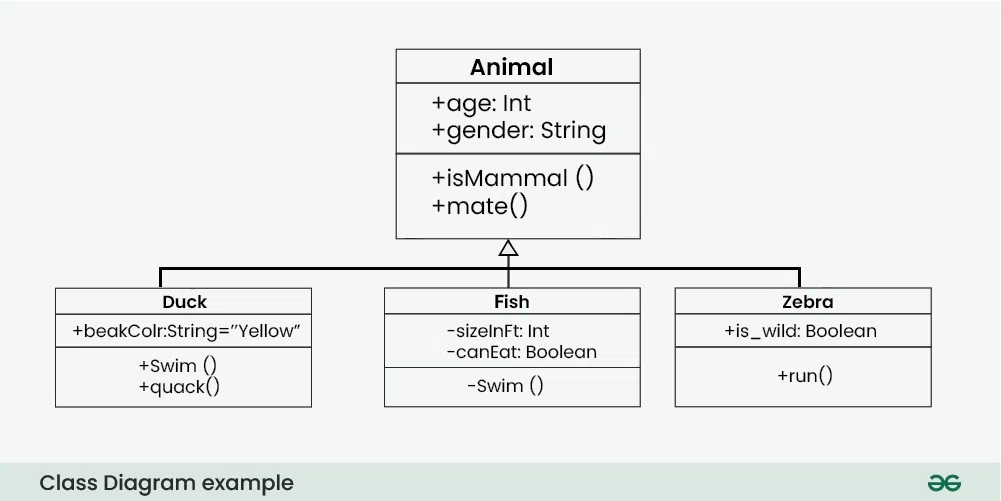 Animal
+age: Int
+gender: String
+isMammal ()
+mate()
Duck
+beakColr:String=”Yellow”
+Swim ()
+quack()
Fish
-sizeInFt: Int
-canEat: Boolean
-Swim ()
Zebra
+is_wild: Boolean
+run()
Class Diagram example